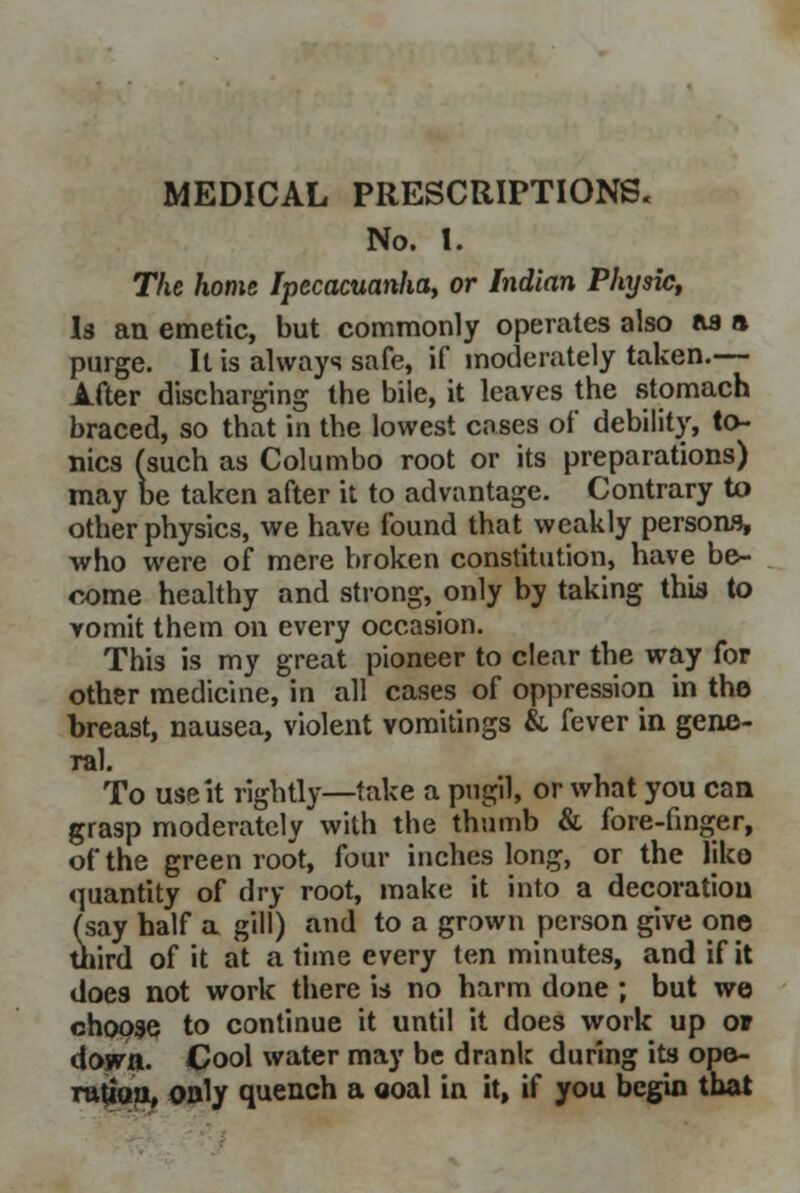 MEDICAL PRESCRIPTIONS.
No. 1.
The home Ipecacuanha, or Indian Physic,
Is an emetic, but commonly operates also as a
purge. It is always safe, if moderately taken.—
After discharging the bile, it leaves the stomach
braced, so that in the lowest cases of debility, to-
nics (such as Columbo root or its preparations)
may be taken after it to advantage. Contrary to
other physics, we have found that weakly persons,
who were of mere broken constitution, have be-
come healthy and strong, only by taking this to
vomit them on every occasion.
This is my great pioneer to clear the way for
other medicine, in all cases of oppression in the
breast, nausea, violent vomitings & fever in gene-
ral.
To use it rightly—take a pugil, or what you can
grasp moderately with the thumb & fore-finger,
of the green root, four inches long, or the like
quantity of dry root, make it into a decoration
(say half a gill) and to a grown person give one
third of it at a time every ten minutes, and if it
does not work there is no harm done ; but we
choose to continue it until it does work up or
down. Cool water may be drank during its ope-
ration, only quench a coal in it, if you begin that